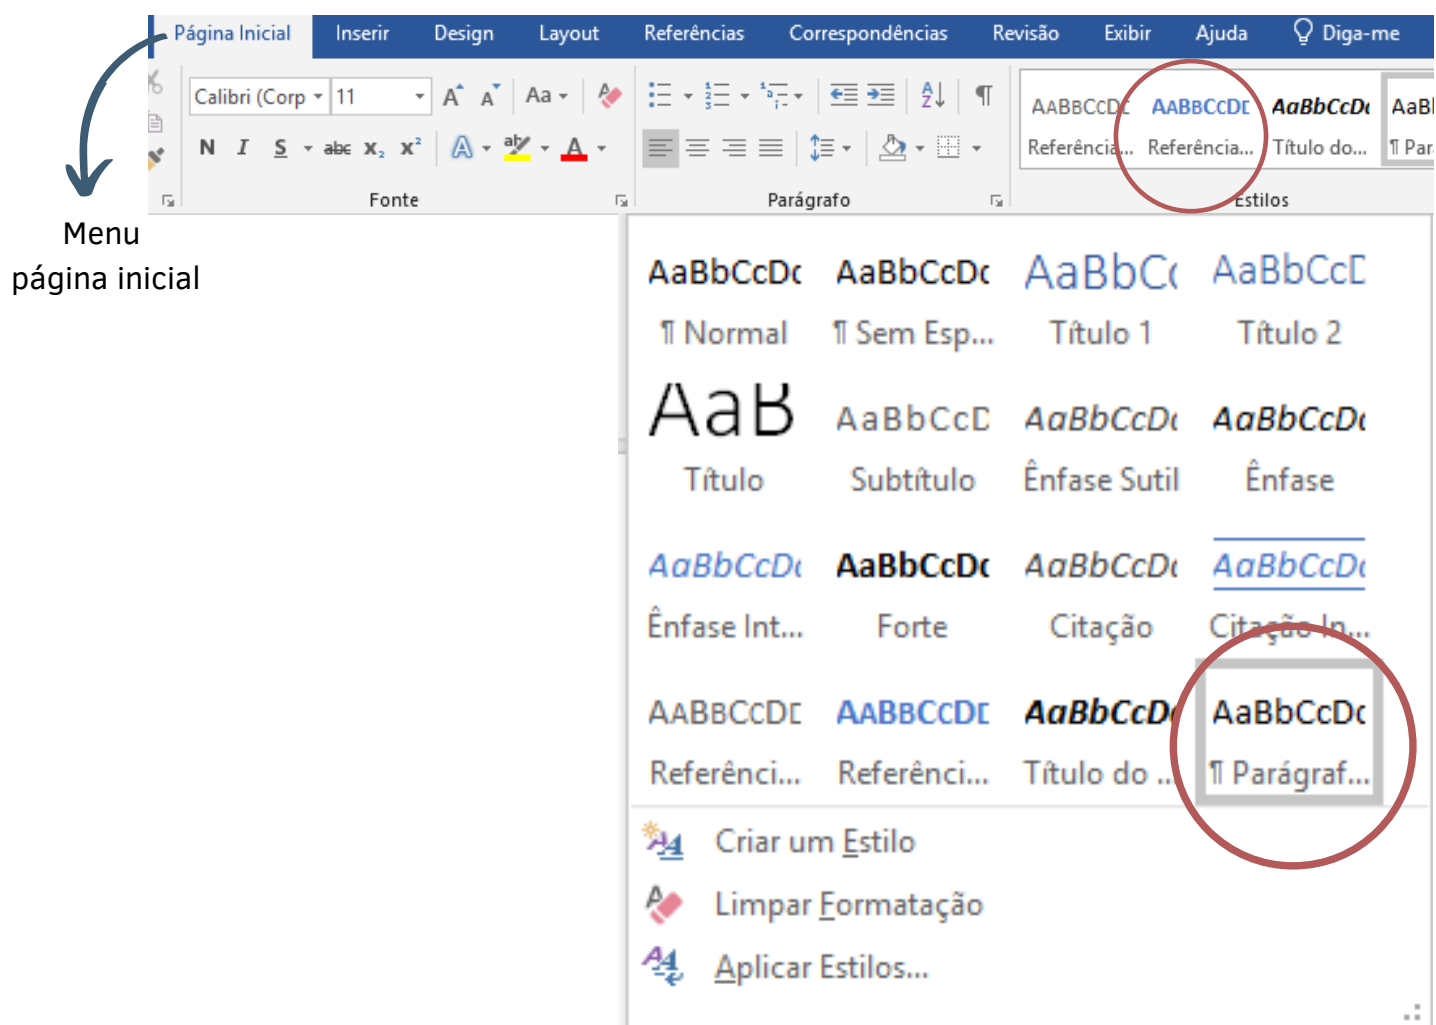 Página Inicial Inserir Design Layout Referências Correspondências Revisão Exibir Ajuda Diga-me
Calibri (Corp 11 A A Aa A Z ¶
N I S abc x₂ x² A ab A
AaBbCcDc AaBbCcDc AaBbCcDc AaBl
Referência... Referência... Título do... ¶ Par
Fonte Parágrafo Estilos
Menu
página inicial
AaBbCcDc AaBbCcDc AaBbCc AaBbCcD
¶ Normal ¶ Sem Esp... Título 1 Título 2
AaB AaBbCcD AaBbCcDc AaBbCcDc
Título Subtítulo Ênfase Sutil Ênfase
AaBbCcDc AaBbCcDc AaBbCcDc AaBbCcDc
Ênfase Int... Forte Citação Citação In...
AaBbCcDd AaBbCcDd AaBbCcDc AaBbCcDc
Referênci... Referênci... Título do ... ¶ Parágraf...
Criar um Estilo
Limpar Formatação
Aplicar Estilos...